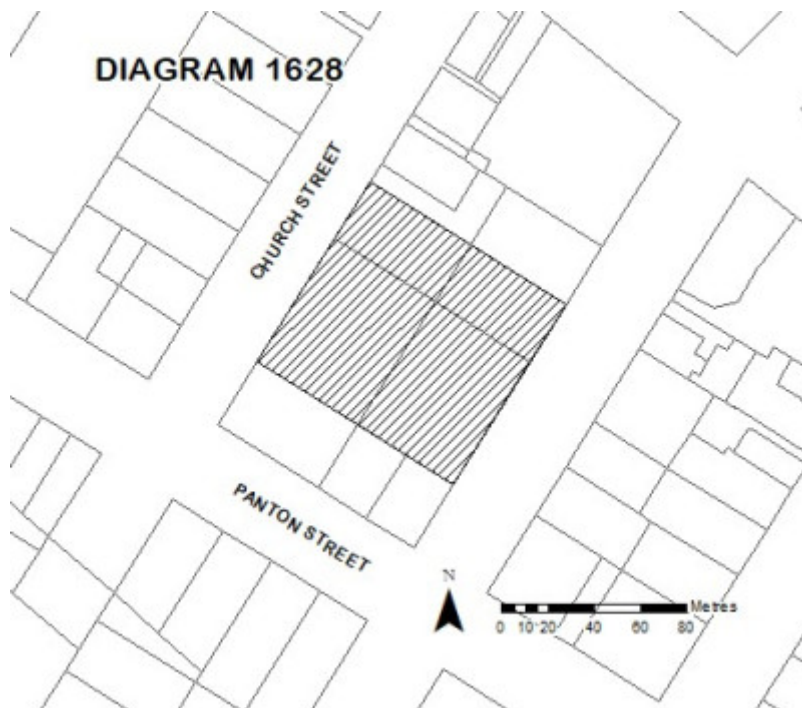 DIAGRAM 1628
CHURCH STREET
PANTON STREET
N
Metres
0 10 20 40 60 80